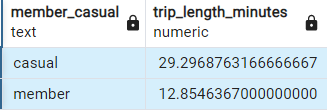 member_casual trip_length_minutes
text numeric
casual 29.2968763166666667
member 12.8546367000000000